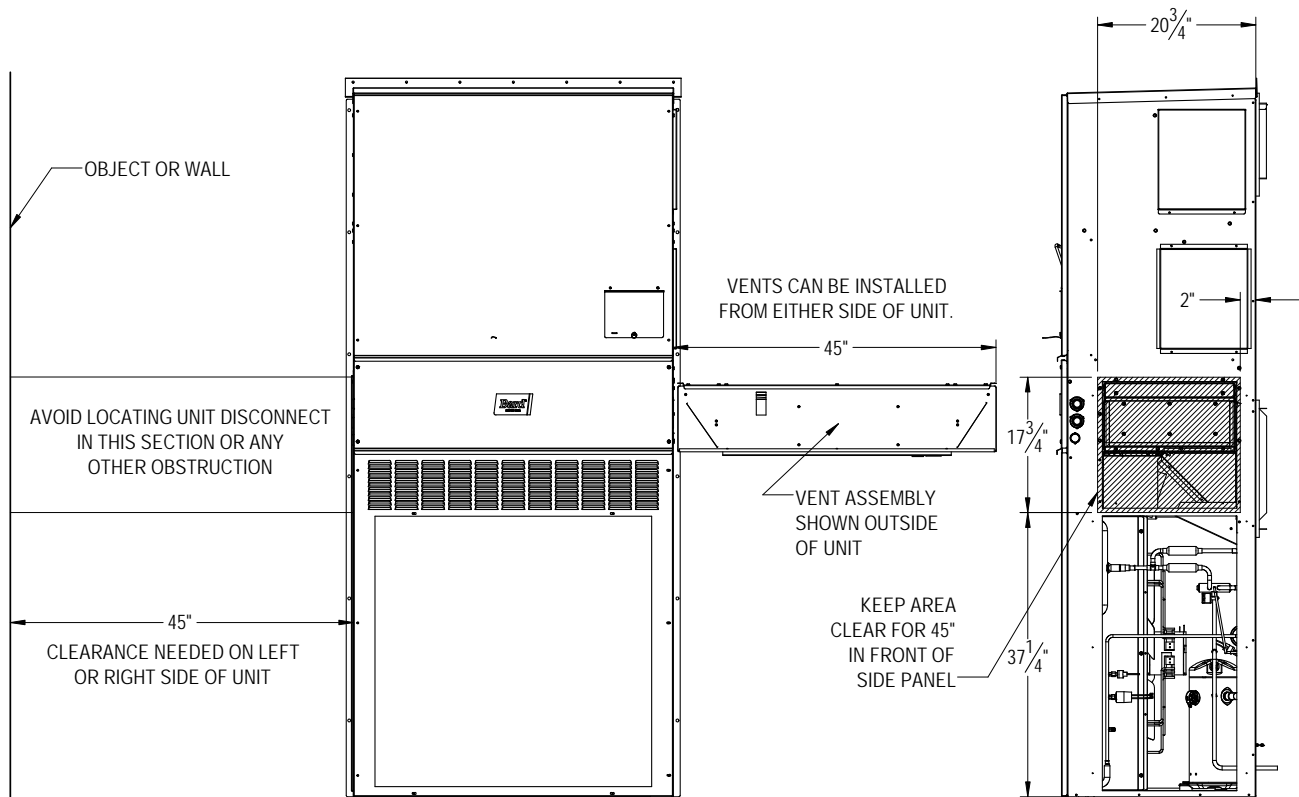 20 3/4"
OBJECT OR WALL
VENTS CAN BE INSTALLED
FROM EITHER SIDE OF UNIT.
2"
45"
AVOID LOCATING UNIT DISCONNECT
IN THIS SECTION OR ANY
OTHER OBSTRUCTION
Bard
17 3/4"
VENT ASSEMBLY
SHOWN OUTSIDE
OF UNIT
KEEP AREA
CLEAR FOR 45"
IN FRONT OF
SIDE PANEL
37 1/4"
45"
CLEARANCE NEEDED ON LEFT
OR RIGHT SIDE OF UNIT